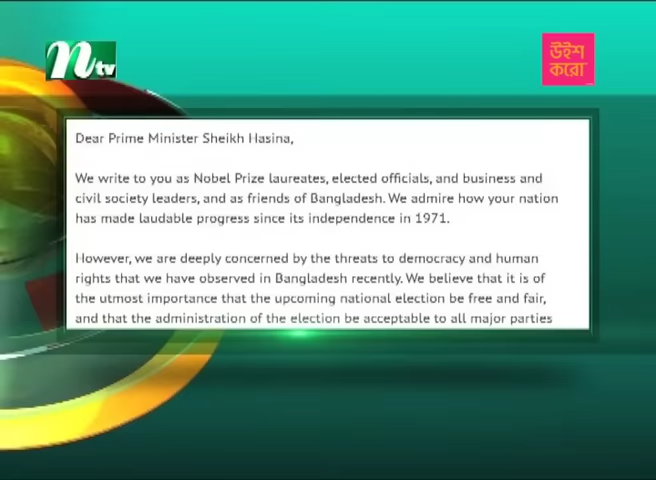 ntv
উইশ
করো
Dear Prime Minister Sheikh Hasina,
We write to you as Nobel Prize laureates, elected officials, and business and
civil society leaders, and as friends of Bangladesh. We admire how your nation
has made laudable progress since its independence in 1971.
However, we are deeply concerned by the threats to democracy and human
rights that we have observed in Bangladesh recently. We believe that it is of
the utmost importance that the upcoming national election be free and fair,
and that the administration of the election be acceptable to all major parties